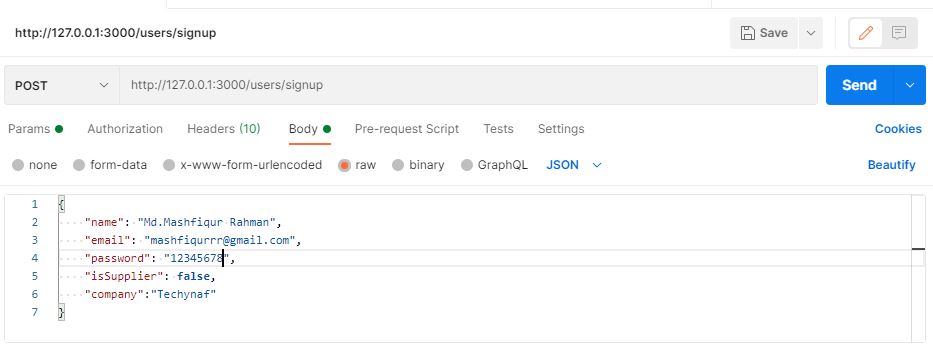 http://127.0.0.1:3000/users/signup Save
POST http://127.0.0.1:3000/users/signup Send
Params Authorization Headers (10) Body Pre-request Script Tests Settings Cookies
none form-data x-www-form-urlencoded raw binary GraphQL JSON Beautify
1 {
2 "name": "Md.Mashfiqur Rahman",
3 "email": "mashfiqurrr@gmail.com",
4 "password": "12345678",
5 "isSupplier": false,
6 "company":"Techynaf"
7 }